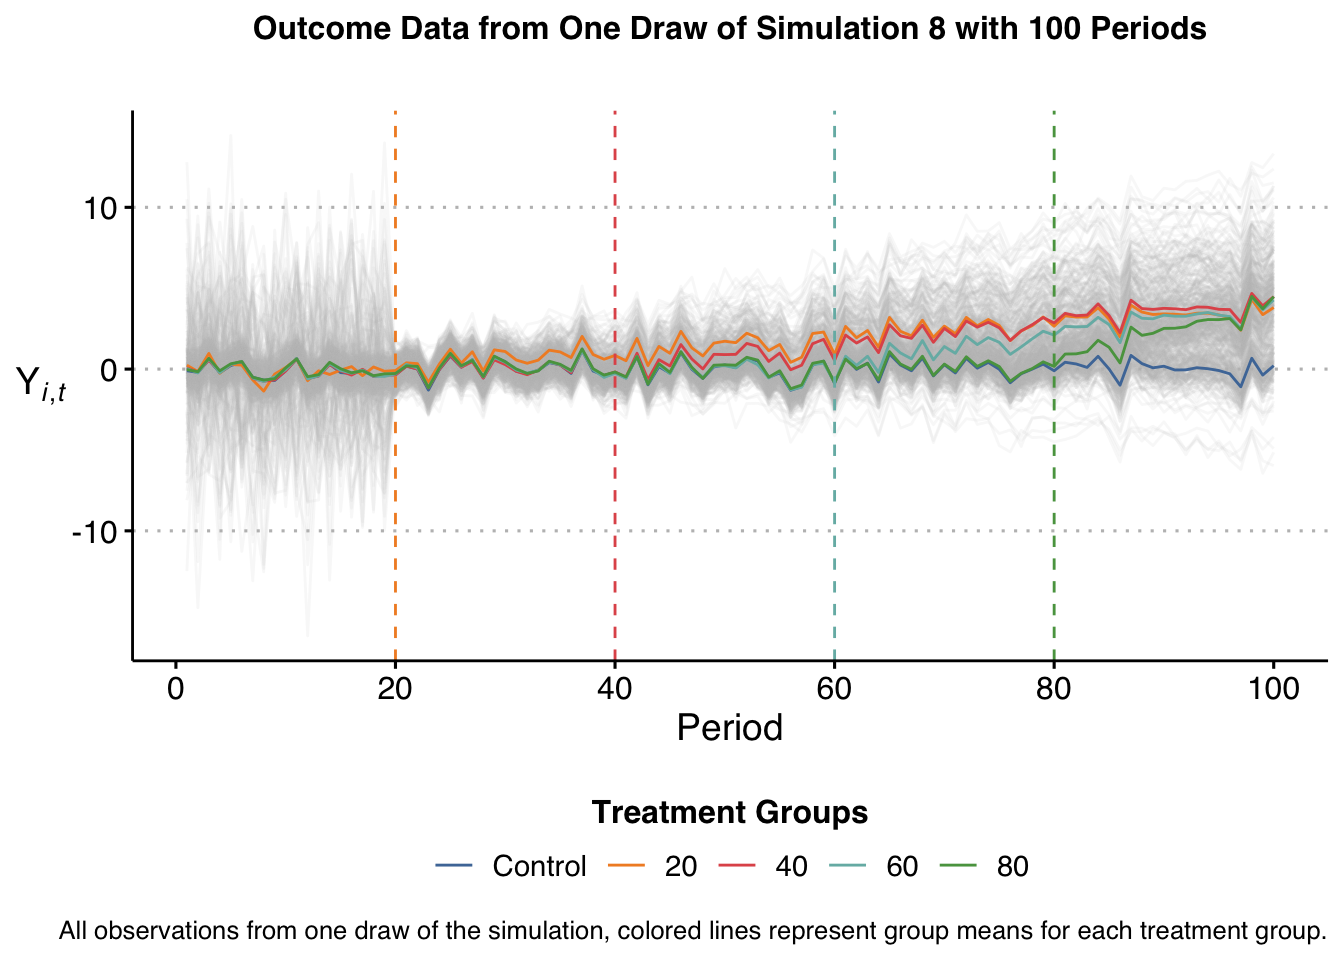 Outcome Data from One Draw of Simulation 8 with 100 Periods
10
0
-10
Y i,t
0 20 40 60 80 100
Period
Treatment Groups
Control 20 40 60 80
All observations from one draw of the simulation, colored lines represent group means for each treatment group.